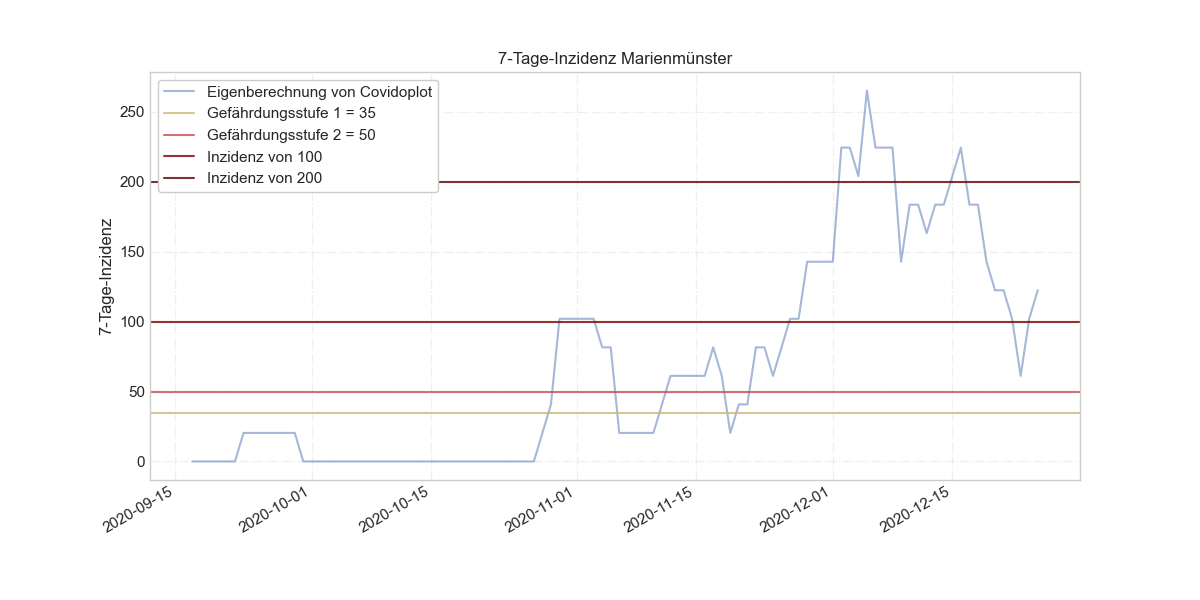 7-Tage-Inzidenz Marienmünster
Eigenberechnung von Covidoplot
Gefährdungsstufe 1 = 35
Gefährdungsstufe 2 = 50
Inzidenz von 100
Inzidenz von 200
7-Tage-Inzidenz
250
200
150
100
50
0
2020-09-15
2020-10-01
2020-10-15
2020-11-01
2020-11-15
2020-12-01
2020-12-15